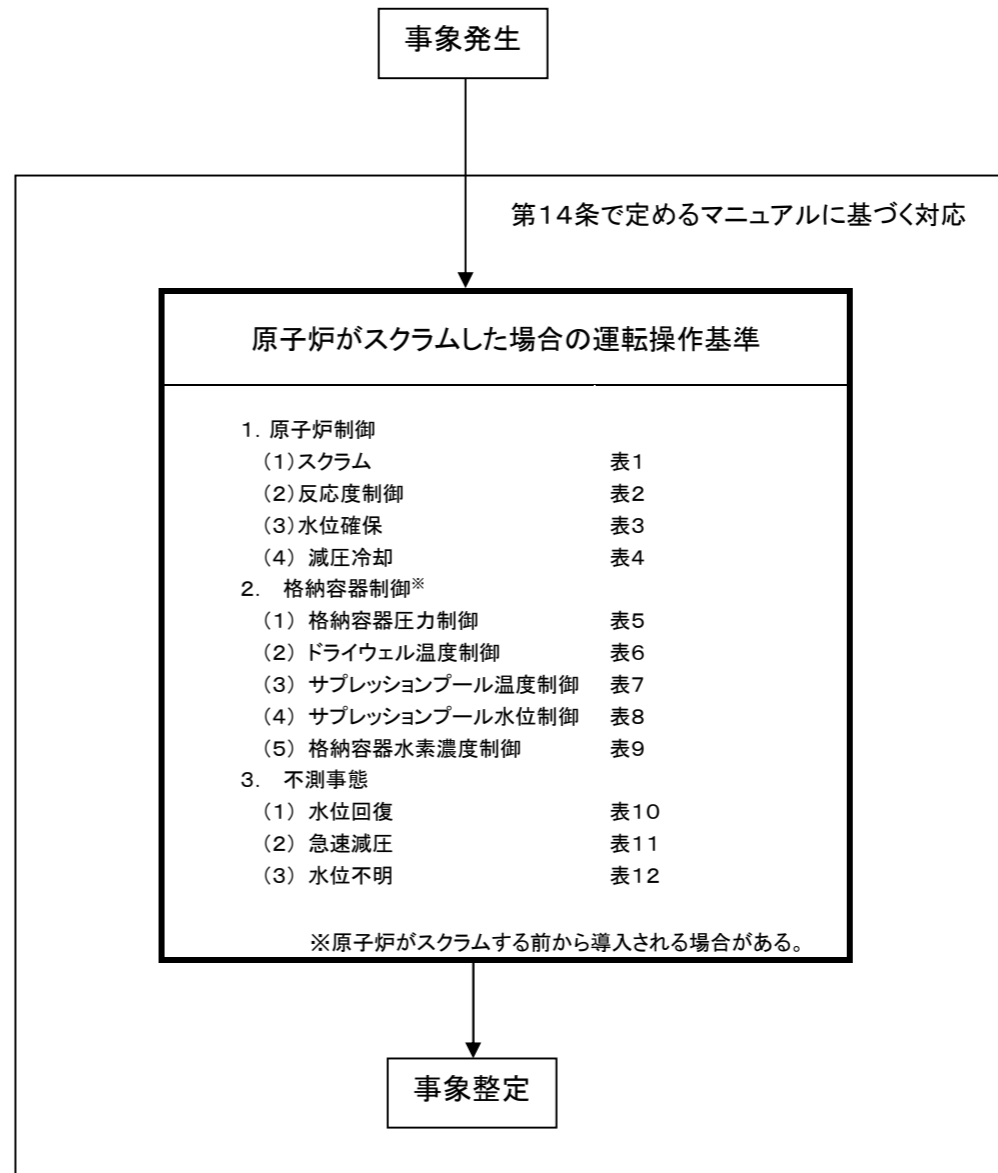 事象発生
第14条で定めるマニュアルに基づく対応
原子炉がスクラムした場合の運転操作基準
1．原子炉制御
（1）スクラム　表1
（2）反応度制御　表2
（3）水位確保　表3
（4） 減圧冷却　表4
2．　格納容器制御※
（1） 格納容器圧力制御　表5
（2） ドライウェル温度制御　表6
（3） サプレッションプール温度制御　表7
（4） サプレッションプール水位制御　表8
（5） 格納容器水素濃度制御　表9
3．　不測事態
（1） 水位回復　表10
（2） 急速減圧　表11
（3） 水位不明　表12
※原子炉がスクラムする前から導入される場合がある。
事象整定